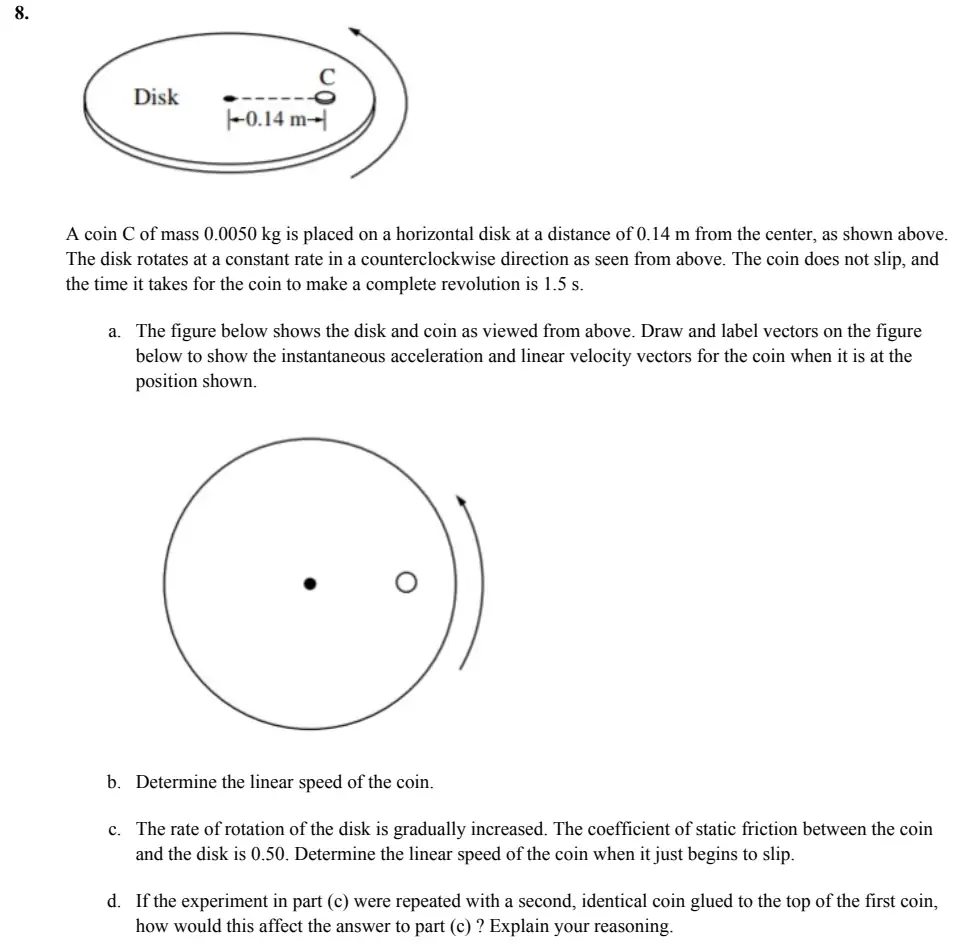 8.
C
Disk
0.14 m
A coin C of mass 0.0050 kg is placed on a horizontal disk at a distance of 0.14 m from the center, as shown above.
The disk rotates at a constant rate in a counterclockwise direction as seen from above. The coin does not slip, and
the time it takes for the coin to make a complete revolution is 1.5 s.
a. The figure below shows the disk and coin as viewed from above. Draw and label vectors on the figure
below to show the instantaneous acceleration and linear velocity vectors for the coin when it is at the
position shown.
b. Determine the linear speed of the coin.
c. The rate of rotation of the disk is gradually increased. The coefficient of static friction between the coin
and the disk is 0.50. Determine the linear speed of the coin when it just begins to slip.
d. If the experiment in part (c) were repeated with a second, identical coin glued to the top of the first coin,
how would this affect the answer to part (c) ? Explain your reasoning.